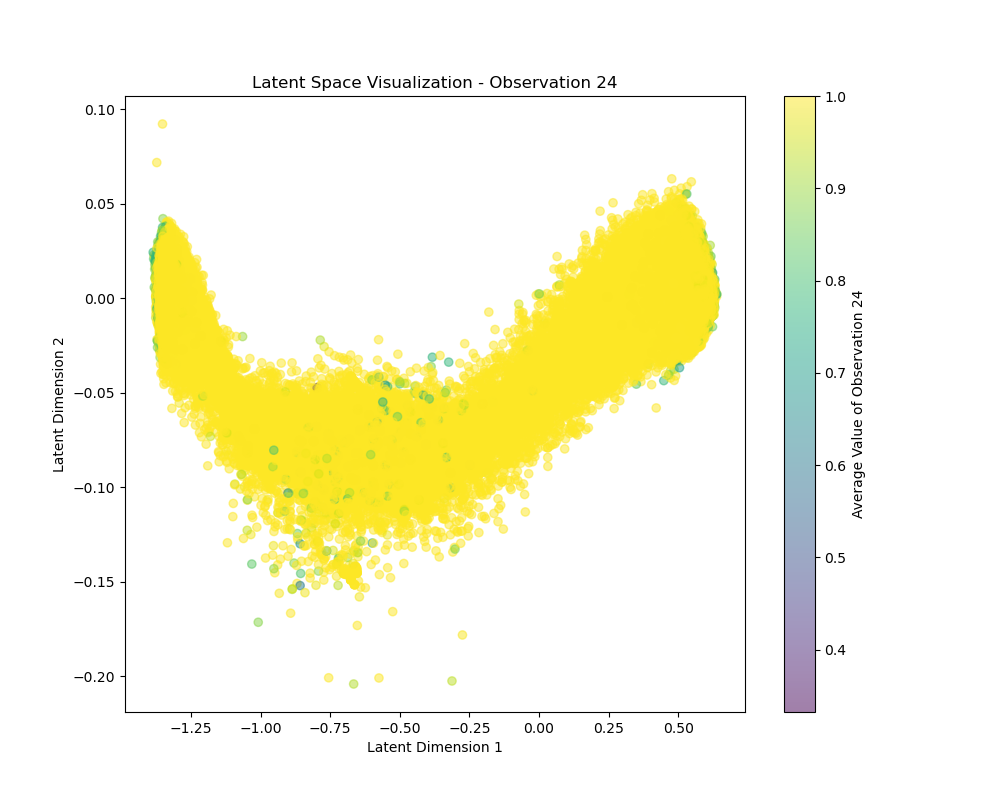 Latent Space Visualization - Observation 24
0.10
0.05
0.00
−0.05
−0.10
−0.15
−0.20
Latent Dimension 2
−1.25 −1.00 −0.75 −0.50 −0.25 0.00 0.25 0.50
Latent Dimension 1
1.0
0.9
0.8
0.7
0.6
0.5
0.4
Average Value of Observation 24